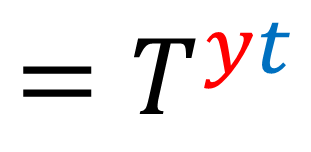 = T^{yt}